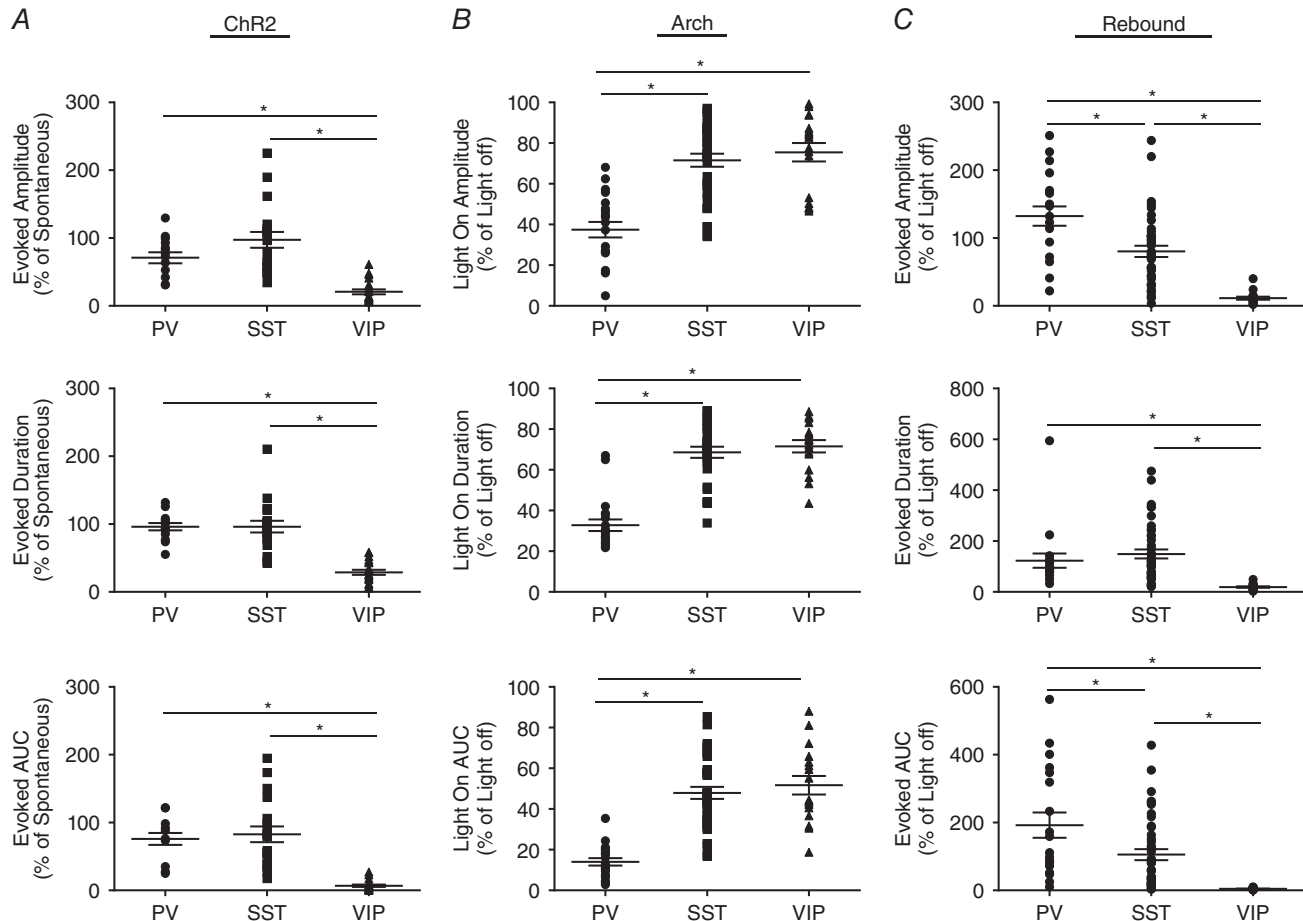 A
ChR2
B
Arch
C
Rebound
Evoked Amplitude
(% of Spontaneous)
300
200
100
0
*
*
PV
SST
VIP
Light On Amplitude
(% of Light off)
100
80
60
40
20
0
*
*
PV
SST
VIP
Evoked Amplitude
(% of Light off)
300
200
100
0
*
*
*
PV
SST
VIP
Evoked Duration
(% of Spontaneous)
300
200
100
0
*
*
PV
SST
VIP
Light On Duration
(% of Light off)
100
80
60
40
20
0
*
*
PV
SST
VIP
Evoked Duration
(% of Light off)
800
600
400
200
0
*
*
PV
SST
VIP
Evoked AUC
(% of Spontaneous)
300
200
100
0
*
*
PV
SST
VIP
Light On AUC
(% of Light off)
100
80
60
40
20
0
*
*
PV
SST
VIP
Evoked AUC
(% of Light off)
600
400
200
0
*
*
*
PV
SST
VIP